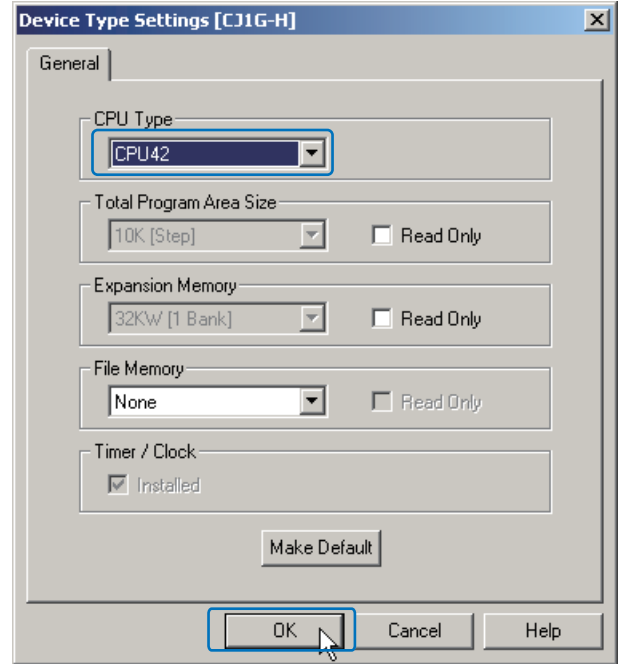 Device Type Settings [CJ1G-H]
General
CPU Type
CPU42
Total Program Area Size
10K [Step]
Read Only
Expansion Memory
32KW [1 Bank]
Read Only
File Memory
None
Read Only
Timer / Clock
Installed
Make Default
OK
Cancel
Help